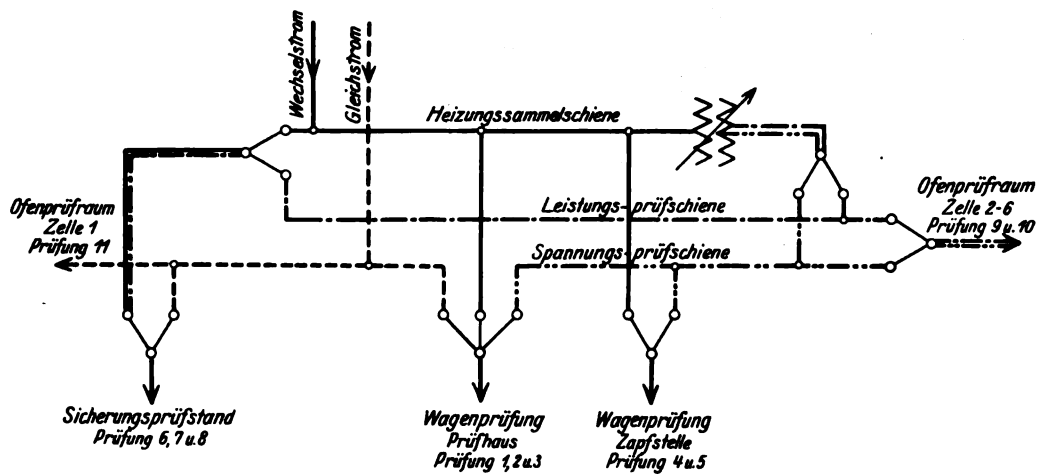 Wechselstrom
Gleichstrom
Heizungssammelschiene
Leistungs-prüfschiene
Spannungs-prüfschiene
Ofenprüfraum
Zelle 1
Prüfung 11
Ofenprüfraum
Zelle 2-6
Prüfung 9 u. 10
Sicherungsprüfstand
Prüfung 6, 7 u. 8
Wagenprüfung
Prüfhaus
Prüfung 1, 2 u. 3
Wagenprüfung
Zapfstelle
Prüfung 4 u. 5